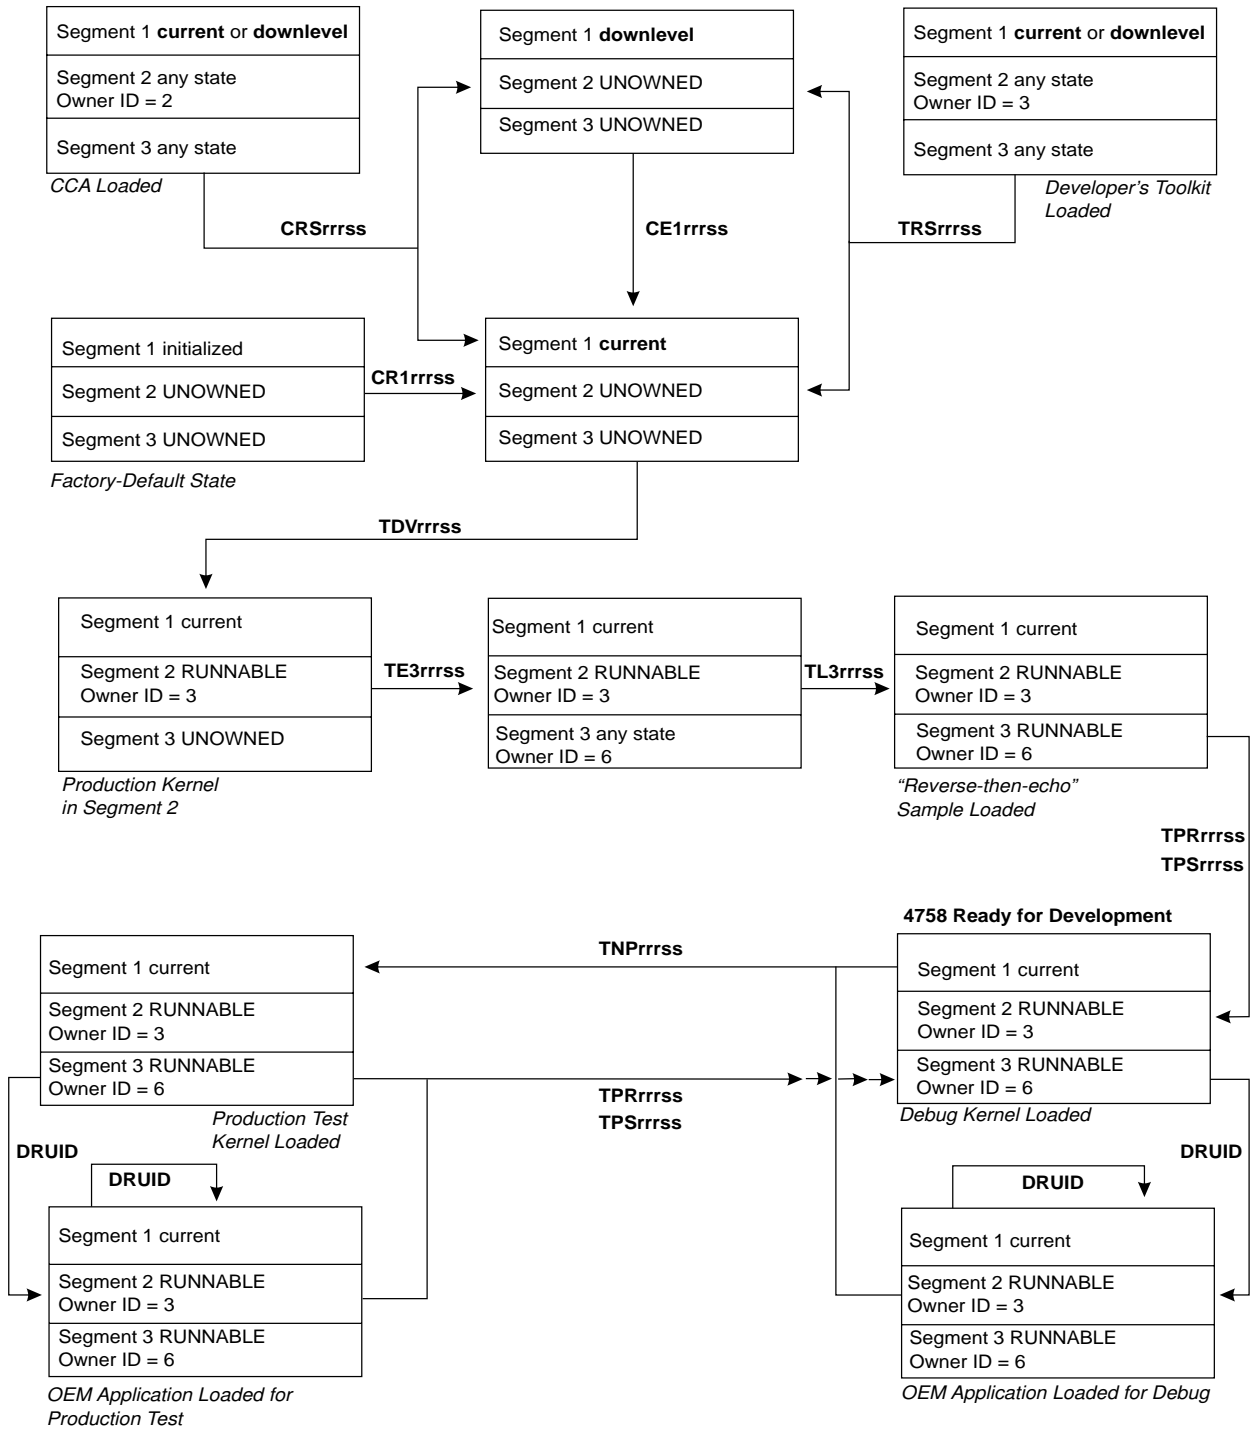 Segment 1 current or downlevel
Segment 2 any state
Owner ID = 2
Segment 3 any state
CCA Loaded
Segment 1 downlevel
Segment 2 UNOWNED
Segment 3 UNOWNED
Segment 1 current or downlevel
Segment 2 any state
Owner ID = 3
Segment 3 any state
Developer's Toolkit
Loaded
CRSrrrss
CE1rrrss
TRSrrrss
Segment 1 initialized
Segment 2 UNOWNED
Segment 3 UNOWNED
Factory-Default State
CR1rrrss
Segment 1 current
Segment 2 UNOWNED
Segment 3 UNOWNED
TDVrrrss
Segment 1 current
Segment 2 RUNNABLE
Owner ID = 3
Segment 3 UNOWNED
Production Kernel
in Segment 2
TE3rrrss
Segment 1 current
Segment 2 RUNNABLE
Owner ID = 3
Segment 3 any state
Owner ID = 6
TL3rrrss
Segment 1 current
Segment 2 RUNNABLE
Owner ID = 3
Segment 3 RUNNABLE
Owner ID = 6
“Reverse-then-echo”
Sample Loaded
TPRrrrss
TPSrrrss
4758 Ready for Development
Segment 1 current
Segment 2 RUNNABLE
Owner ID = 3
Segment 3 RUNNABLE
Owner ID = 6
Production Test
Kernel Loaded
TNPrrrss
TPRrrrss
TPSrrrss
Segment 1 current
Segment 2 RUNNABLE
Owner ID = 3
Segment 3 RUNNABLE
Owner ID = 6
Debug Kernel Loaded
DRUID
DRUID
Segment 1 current
Segment 2 RUNNABLE
Owner ID = 3
Segment 3 RUNNABLE
Owner ID = 6
OEM Application Loaded for
Production Test
DRUID
DRUID
Segment 1 current
Segment 2 RUNNABLE
Owner ID = 3
Segment 3 RUNNABLE
Owner ID = 6
OEM Application Loaded for Debug